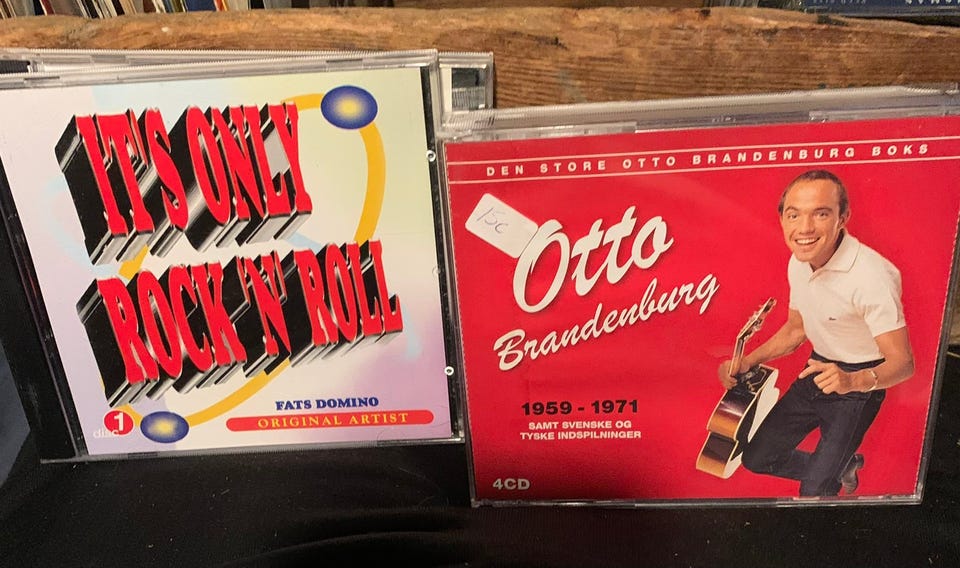 IT'S ONLY
ROCK 'N' ROLL
FATS DOMINO
ORIGINAL ARTIST
disc 1
DEN STORE OTTO BRANDENBURG BOKS
Otto
Brandenburg
1959 - 1971
SAMT SVENSKE OG
TYSKE INDSPILNINGER
4CD